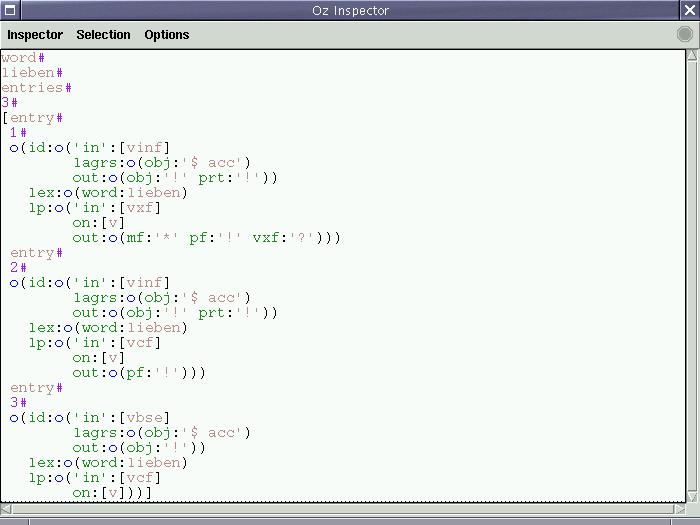 Oz Inspector
Inspector Selection Options
word#
lieben#
entries#
3#
[entry#
 1#
 o(id:o('in':[vinf]
        lagrs:o(obj:'$ acc')
        out:o(obj:'!' prt:'!'))
   lex:o(word:lieben)
   lp:o('in':[vxf]
        on:[v]
        out:o(mf:'*' pf:'!' vxf:'?')))
 entry#
 2#
 o(id:o('in':[vinf]
        lagrs:o(obj:'$ acc')
        out:o(obj:'!' prt:'!'))
   lex:o(word:lieben)
   lp:o('in':[vcf]
        on:[v]
        out:o(pf:'!')))
 entry#
 3#
 o(id:o('in':[vbse]
        lagrs:o(obj:'$ acc')
        out:o(obj:'!'))
   lex:o(word:lieben)
   lp:o('in':[vcf]
        on:[v]))]